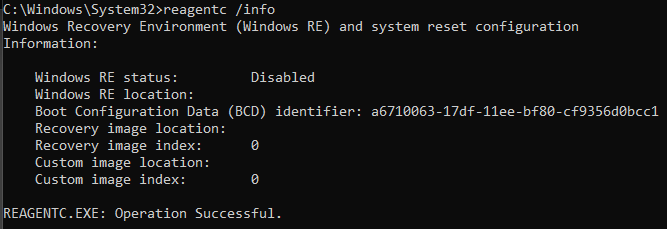 C:\Windows\System32>reagentc /info
Windows Recovery Environment (Windows RE) and system reset configuration
Information:
Windows RE status: Disabled
Windows RE location:
Boot Configuration Data (BCD) identifier: a6710063-17df-11ee-bf80-cf9356d0bcc1
Recovery image location:
Recovery image index: 0
Custom image location:
Custom image index: 0
REAGENTC.EXE: Operation Successful.